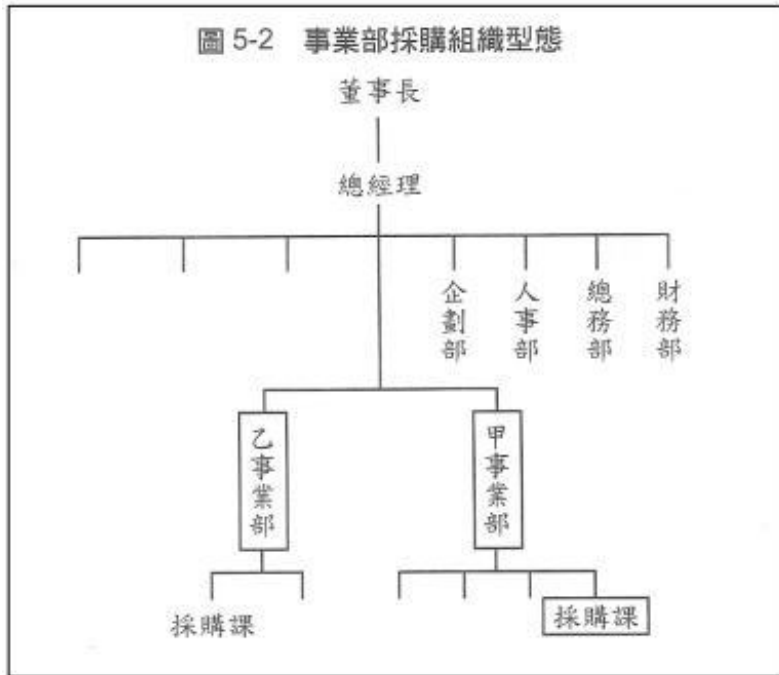 圖 5-2 事業部採購組織型態
董事長
總經理
企劃部
人事部
總務部
財務部
乙事業部
甲事業部
採購課
採購課